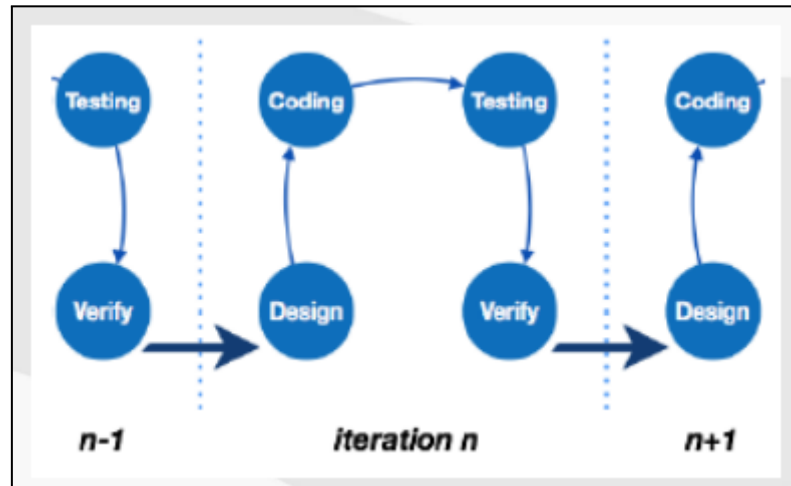 Testing Coding Testing Coding
Verify Design Verify Design
n-1 iteration n n+1